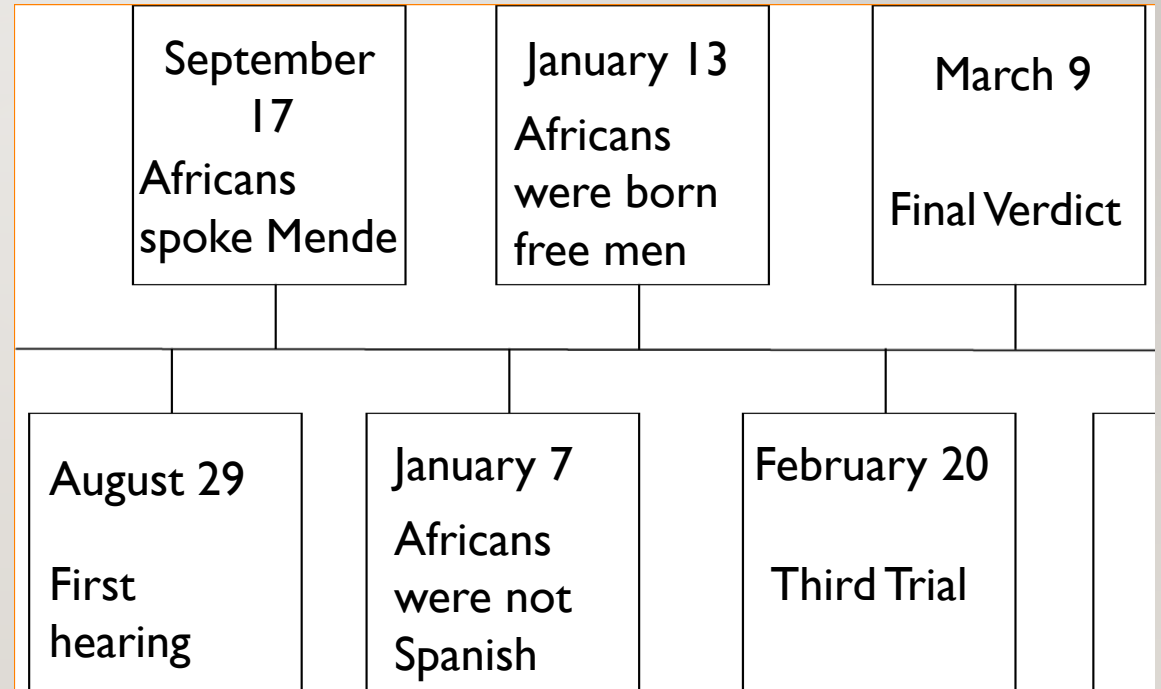 September
17
Africans
spoke Mende
January 13
Africans
were born
free men
March 9
Final Verdict
August 29
First
hearing
January 7
Africans
were not
Spanish
February 20
Third Trial